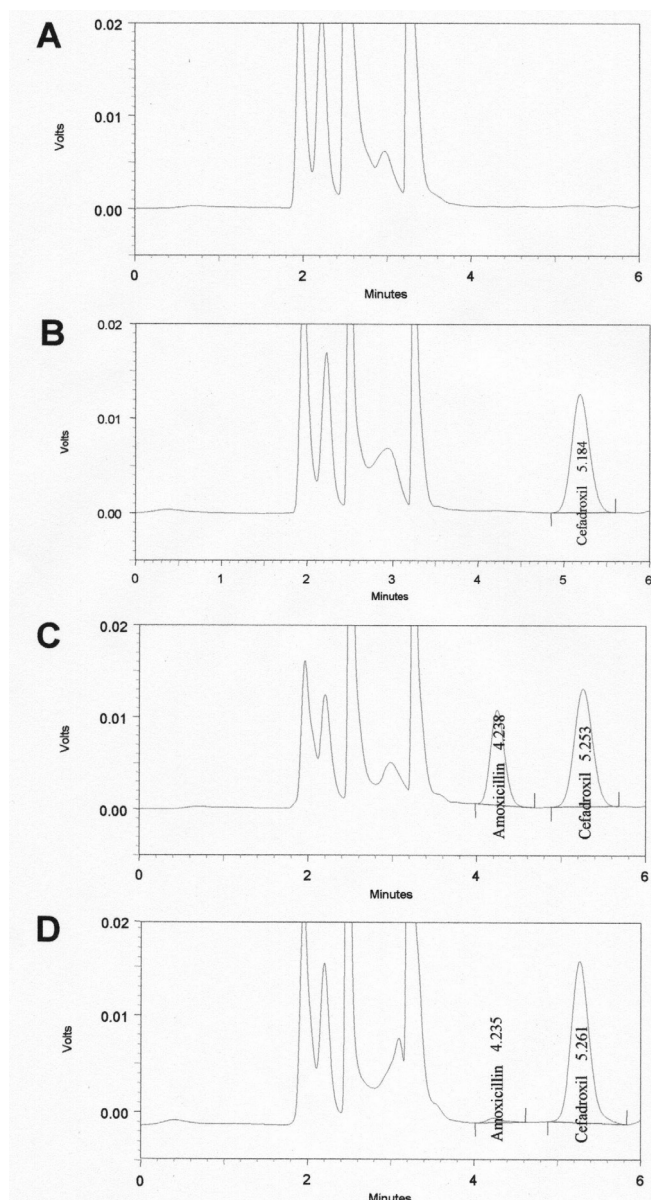 A
0.02
0.01
0.00
Volts
0 2 4 6
Minutes
B
0.02
0.01
0.00
Volts
Cefadroxil 5.184
0 1 2 3 4 5 6
Minutes
C
0.02
0.01
0.00
Volts
Amoxicillin 4.238
Cefadroxil 5.253
0 2 4 6
Minutes
D
0.02
0.01
0.00
Volts
Amoxicillin 4.235
Cefadroxil 5.261
0 2 4 6
Minutes